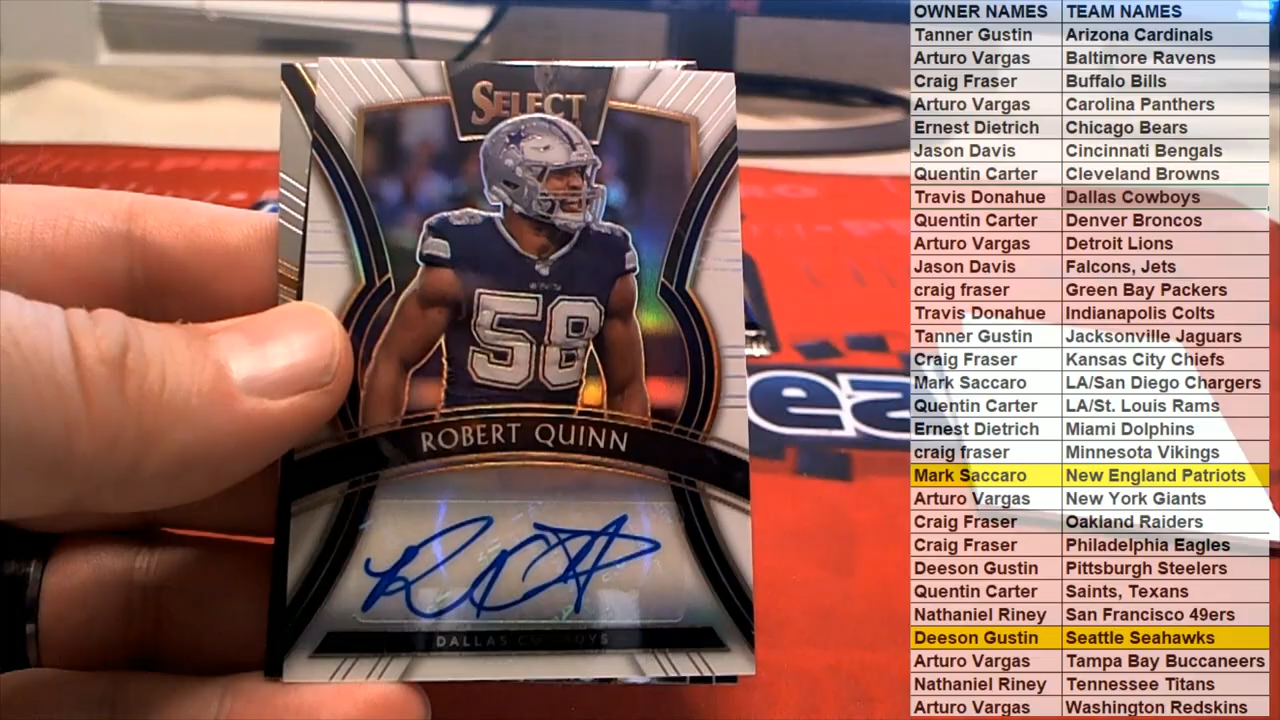 SELECT
58
ROBERT QUINN
DALLAS COWBOYS
OWNER NAMES TEAM NAMES
Tanner Gustin Arizona Cardinals
Arturo Vargas Baltimore Ravens
Craig Fraser Buffalo Bills
Arturo Vargas Carolina Panthers
Ernest Dietrich Chicago Bears
Jason Davis Cincinnati Bengals
Quentin Carter Cleveland Browns
Travis Donahue Dallas Cowboys
Quentin Carter Denver Broncos
Arturo Vargas Detroit Lions
Jason Davis Falcons, Jets
craig fraser Green Bay Packers
Travis Donahue Indianapolis Colts
Tanner Gustin Jacksonville Jaguars
Craig Fraser Kansas City Chiefs
Mark Saccaro LA/San Diego Chargers
Quentin Carter LA/St. Louis Rams
Ernest Dietrich Miami Dolphins
craig fraser Minnesota Vikings
Mark Saccaro New England Patriots
Arturo Vargas New York Giants
Craig Fraser Oakland Raiders
Craig Fraser Philadelphia Eagles
Deeson Gustin Pittsburgh Steelers
Quentin Carter Saints, Texans
Nathaniel Riney San Francisco 49ers
Deeson Gustin Seattle Seahawks
Arturo Vargas Tampa Bay Buccaneers
Nathaniel Riney Tennessee Titans
Arturo Vargas Washington Redskins